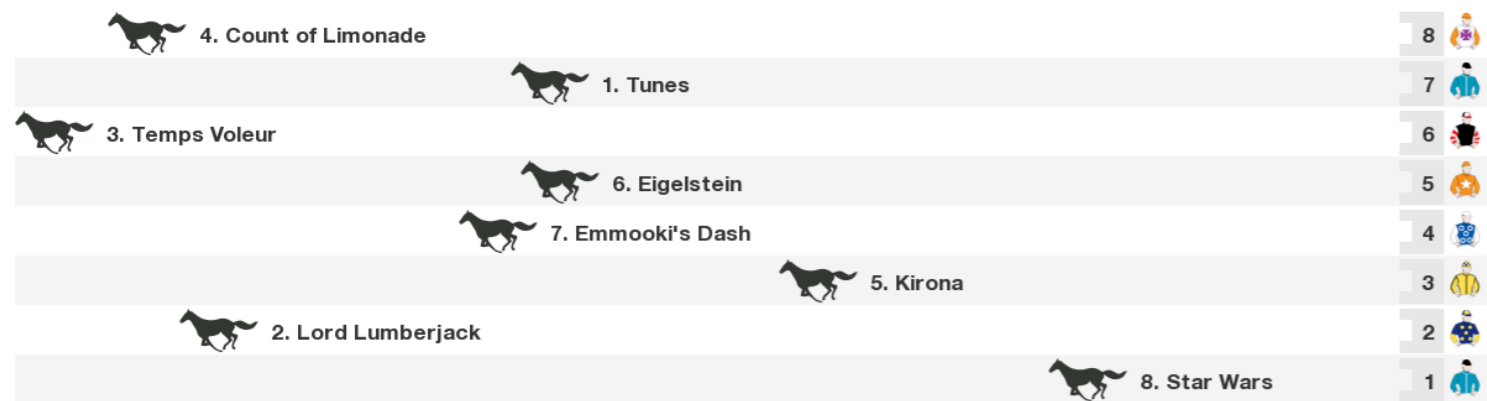 4. Count of Limonade 8
1. Tunes 7
3. Temps Voleur 6
6. Eigelstein 5
7. Emmooki's Dash 4
5. Kirona 3
2. Lord Lumberjack 2
8. Star Wars 1